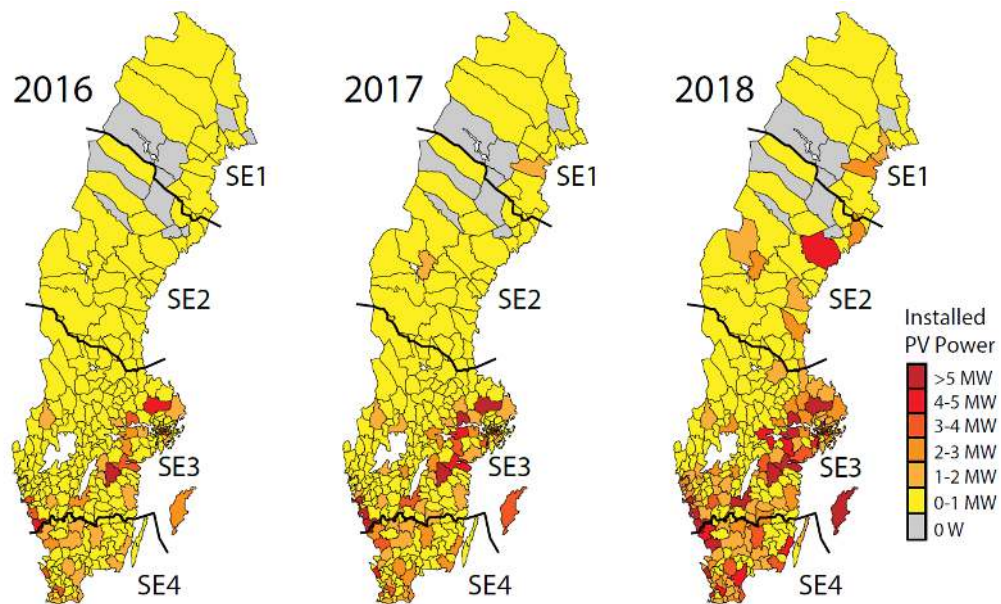 2016
2017
2018
SE1
SE1
SE1
SE2
SE2
SE2
Installed
PV Power
>5 MW
4-5 MW
3-4 MW
2-3 MW
1-2 MW
0-1 MW
0 W
SE3
SE3
SE3
SE4
SE4
SE4